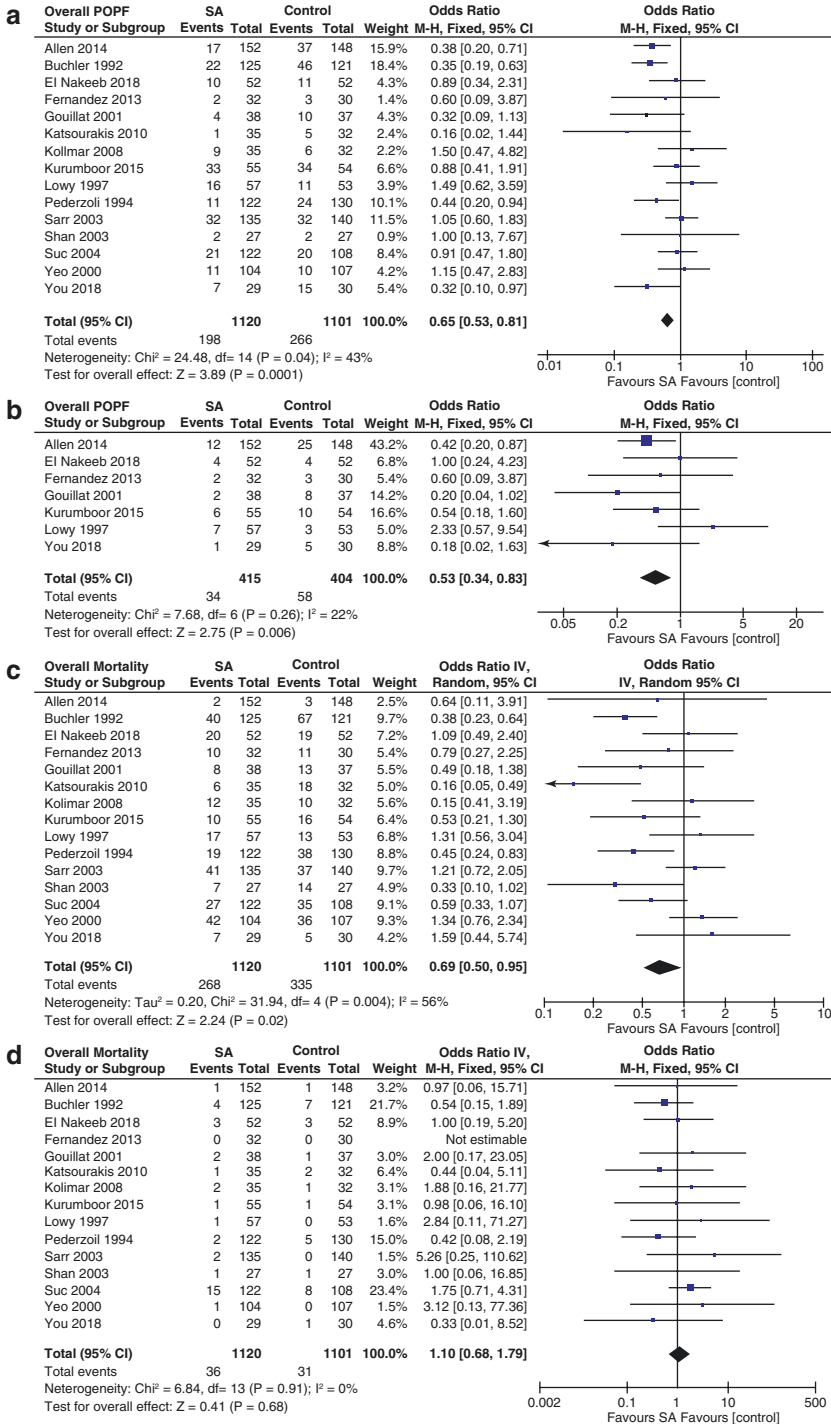 a
Overall POPF SA Control Odds Ratio Odds Ratio
Study or Subgroup Events Total Events Total Weight M-H, Fixed, 95% CI M-H, Fixed, 95% CI
Allen 2014 17 152 37 148 15.9% 0.38 [0.20, 0.71]
Buchler 1992 22 125 46 121 18.4% 0.35 [0.19, 0.63]
El Nakeeb 2018 10 52 11 52 4.3% 0.89 [0.34, 2.31]
Fernandez 2013 2 32 3 30 1.4% 0.60 [0.09, 3.87]
Gouillat 2001 4 38 10 37 4.3% 0.32 [0.09, 1.13]
Katsourakis 2010 1 35 5 32 2.4% 0.16 [0.02, 1.44]
Kollmar 2008 9 35 6 32 2.2% 1.50 [0.47, 4.82]
Kurumboor 2015 33 55 34 54 6.4% 0.88 [0.41, 1.91]
Lowy 1997 16 57 11 53 3.9% 1.49 [0.62, 3.59]
Pederzoli 1994 11 122 24 130 10.1% 0.44 [0.20, 0.94]
Sarr 2003 32 135 32 140 11.5% 1.05 [0.60, 1.83]
Shan 2003 2 27 2 27 0.9% 1.00 [0.13, 7.67]
Suc 2004 21 122 20 108 8.4% 0.91 [0.47, 1.80]
Yeo 2000 11 104 10 107 4.2% 1.15 [0.47, 2.83]
You 2018 7 29 15 30 5.4% 0.32 [0.10, 0.97]
Total (95% CI) 1120 1101 100.0% 0.65 [0.53, 0.81]
Total events 198 266
Neterogeneity: Chi² = 24.48, df= 14 (P = 0.04); I² = 43%
Test for overall effect: Z = 3.89 (P = 0.0001)
0.01 0.1 1 10 100
Favours SA Favours [control]
b
Overall POPF SA Control Odds Ratio Odds Ratio
Study or Subgroup Events Total Events Total Weight M-H, Fixed, 95% CI M-H, Fixed, 95% CI
Allen 2014 12 152 25 148 43.2% 0.42 [0.20, 0.87]
El Nakeeb 2018 4 52 4 52 6.8% 1.00 [0.24, 4.23]
Fernandez 2013 2 32 3 30 5.4% 0.60 [0.09, 3.87]
Gouillat 2001 2 38 8 37 14.2% 0.20 [0.04, 1.02]
Kurumboor 2015 6 55 10 54 16.6% 0.54 [0.18, 1.60]
Lowy 1997 7 57 3 53 5.0% 2.33 [0.57, 9.54]
You 2018 1 29 5 30 8.8% 0.18 [0.02, 1.63]
Total (95% CI) 415 404 100.0% 0.53 [0.34, 0.83]
Total events 34 58
Neterogeneity: Chi² = 7.68, df= 6 (P = 0.26); I² = 22%
Test for overall effect: Z = 2.75 (P = 0.006)
0.05 0.2 1 5 20
Favours SA Favours [control]
c
Overall Mortality SA Control Odds Ratio IV, Odds Ratio
Study or Subgroup Events Total Events Total Weight Random, 95% CI IV, Random 95% CI
Allen 2014 2 152 3 148 2.5% 0.64 [0.11, 3.91]
Buchler 1992 40 125 67 121 9.7% 0.38 [0.23, 0.64]
El Nakeeb 2018 20 52 19 52 7.2% 1.09 [0.49, 2.40]
Fernandez 2013 10 32 11 30 5.4% 0.79 [0.27, 2.25]
Gouillat 2001 8 38 13 37 5.7% 0.49 [0.18, 1.38]
Katsourakis 2010 6 35 18 32 5.0% 0.16 [0.05, 0.49]
Kolimar 2008 12 35 10 32 5.6% 0.15 [0.41, 3.19]
Kurumboor 2015 10 55 16 54 6.9% 0.53 [0.21, 1.30]
Lowy 1997 17 57 13 53 6.8% 1.31 [0.56, 3.04]
Pederzoil 1994 19 122 38 130 8.8% 0.45 [0.24, 0.83]
Sarr 2003 41 135 37 140 9.7% 1.21 [0.72, 2.05]
Shan 2003 7 27 14 27 4.9% 0.33 [0.10, 1.02]
Suc 2004 27 122 35 108 9.0% 0.59 [0.33, 1.07]
Yeo 2000 42 104 36 107 9.3% 1.34 [0.76, 2.34]
You 2018 7 29 5 30 4.2% 1.59 [0.44, 5.74]
Total (95% CI) 1120 1101 100.0% 0.69 [0.50, 0.95]
Total events 268 335
Neterogeneity: Tau² = 0.20, Chi² = 31.94, df= 4 (P = 0.004); I² = 56%
Test for overall effect: Z = 2.24 (P = 0.02)
0.1 0.2 0.5 1 2 5 10
Favours SA Favours [control]
d
Overall Mortality SA Control Odds Ratio IV, Odds Ratio
Study or Subgroup Events Total Events Total Weight M-H, Fixed, 95% CI M-H, Fixed, 95% CI
Allen 2014 1 152 1 148 3.2% 0.97 [0.06, 15.71]
Buchler 1992 4 125 7 121 21.7% 0.54 [0.15, 1.89]
El Nakeeb 2018 3 52 3 52 8.9% 1.00 [0.19, 5.20]
Fernandez 2013 0 32 0 30 Not estimable
Gouillat 2001 2 38 1 37 3.0% 2.00 [0.17, 23.05]
Katsourakis 2010 1 35 2 32 6.4% 0.44 [0.04, 5.11]
Kolimar 2008 2 35 1 32 3.1% 1.88 [0.16, 21.77]
Kurumboor 2015 1 55 1 54 3.1% 0.98 [0.06, 16.10]
Lowy 1997 1 57 0 53 1.6% 2.84 [0.11, 71.27]
Pederzoil 1994 2 122 5 130 15.0% 0.42 [0.08, 2.19]
Sarr 2003 2 135 0 140 1.5% 5.26 [0.25, 110.62]
Shan 2003 1 27 1 27 3.0% 1.00 [0.06, 16.85]
Suc 2004 15 122 8 108 23.4% 1.75 [0.71, 4.31]
Yeo 2000 1 104 0 107 1.5% 3.12 [0.13, 77.36]
You 2018 0 29 1 30 4.6% 0.33 [0.01, 8.52]
Total (95% CI) 1120 1101 100.0% 1.10 [0.68, 1.79]
Total events 36 31
Neterogeneity: Chi² = 6.84, df= 13 (P = 0.91); I² = 0%
Test for overall effect: Z = 0.41 (P = 0.68)
0.002 0.1 1 10 500
Favours SA Favours [control]